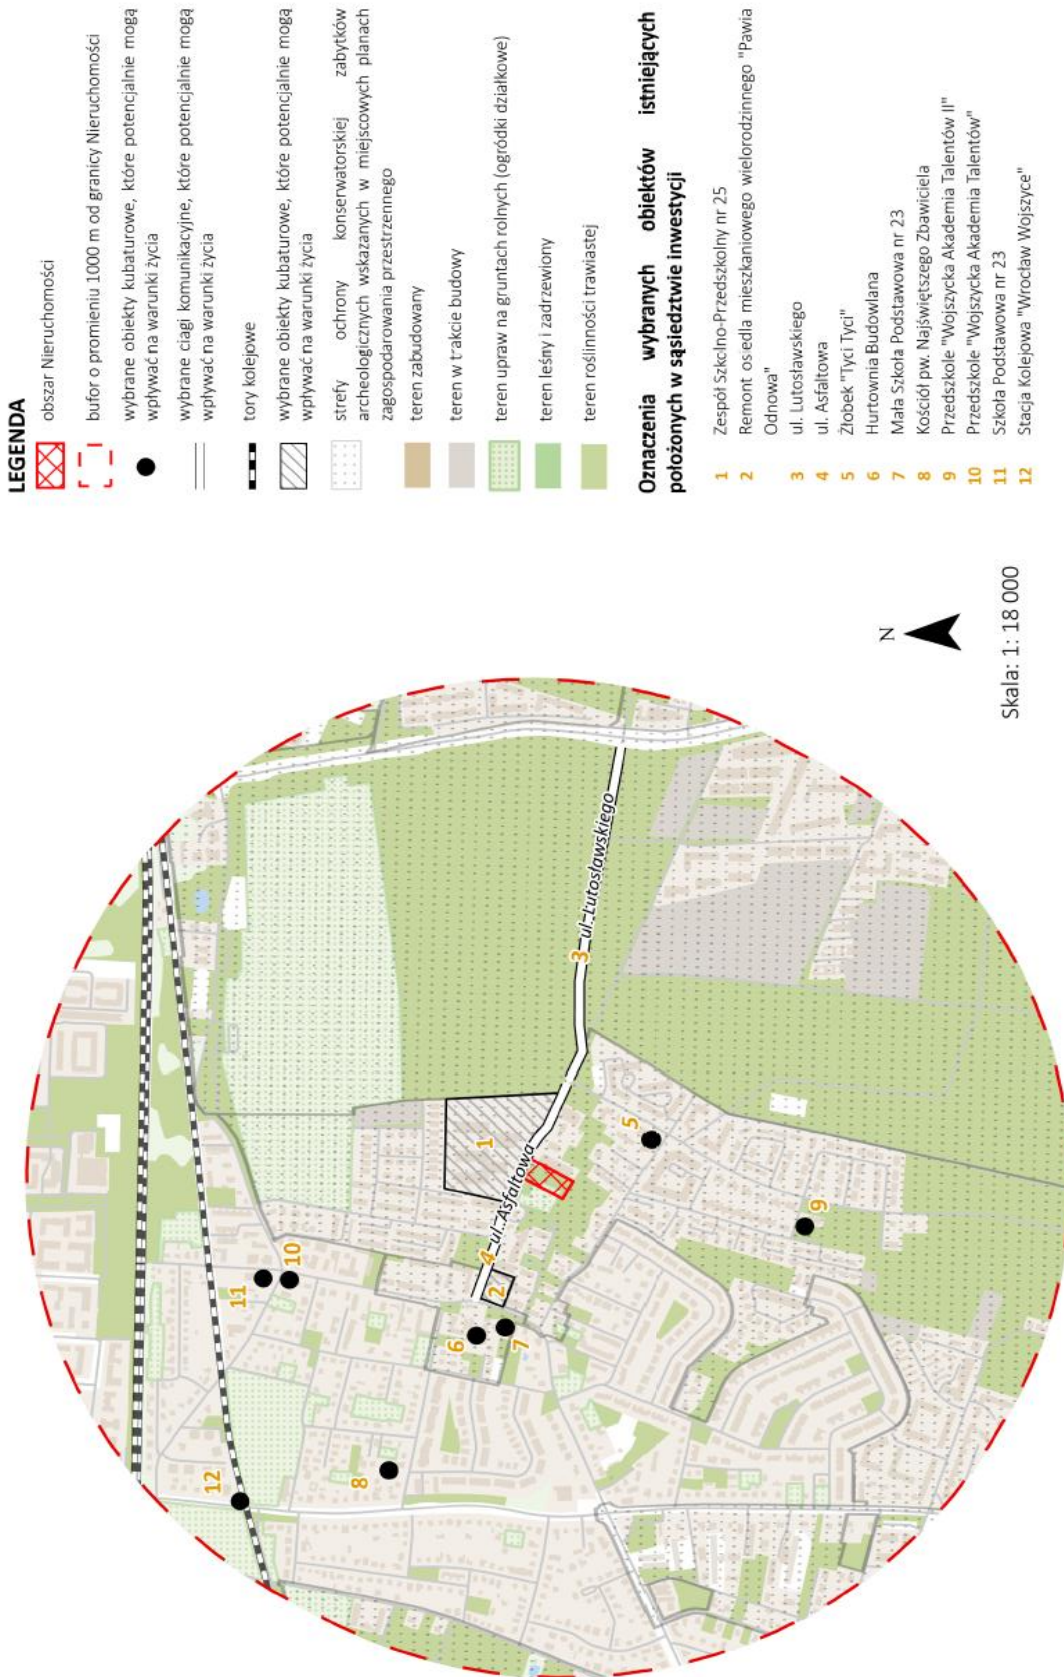 LEGENDA
obszar Nieruchomości
bufor o promieniu 1000 m od granicy Nieruchomości
wybrane obiekty kubaturowe, które potencjalnie mogą
wpływać na warunki życia
wybrane ciągi komunikacyjne, które potencjalnie mogą
wpływać na warunki życia
tory kolejowe
wybrane obiekty kubaturowe, które potencjalnie mogą
wpływać na warunki życia
strefy ochrony konserwatorskiej zabytków
archeologicznych wskazanych w miejscowych planach
zagospodarowania przestrzennego
teren zabudowany
teren w trakcie budowy
teren upraw na gruntach rolnych (ogródki działkowe)
teren leśny i zadrzewiony
teren roślinności trawiastej
Oznaczenia wybranych obiektów istniejących
położonych w sąsiedztwie inwestycji
1 Zespół Szkolno-Przedszkolny nr 25
2 Remont osiedla mieszkaniowego wielorodzinnego "Pawia
Odnowa"
3 ul. Lutosławskiego
4 ul. Asfaltowa
5 Żłobek "Tyci Tyci"
6 Hurtownia Budowlana
7 Mała Szkoła Podstawowa nr 23
8 Kościół pw. Najświętszego Zbawiciela
9 Przedszkole "Wojszycka Akademia Talentów II"
10 Przedszkole "Wojszycka Akademia Talentów"
11 Szkoła Podstawowa nr 23
12 Stacja Kolejowa "Wrocław Wojszyce"
N
Skala: 1: 18 000
12
11
10
8
6
7
2
4 ul. Asfaltowa
1
3 ul. Lutosławskiego
5
9